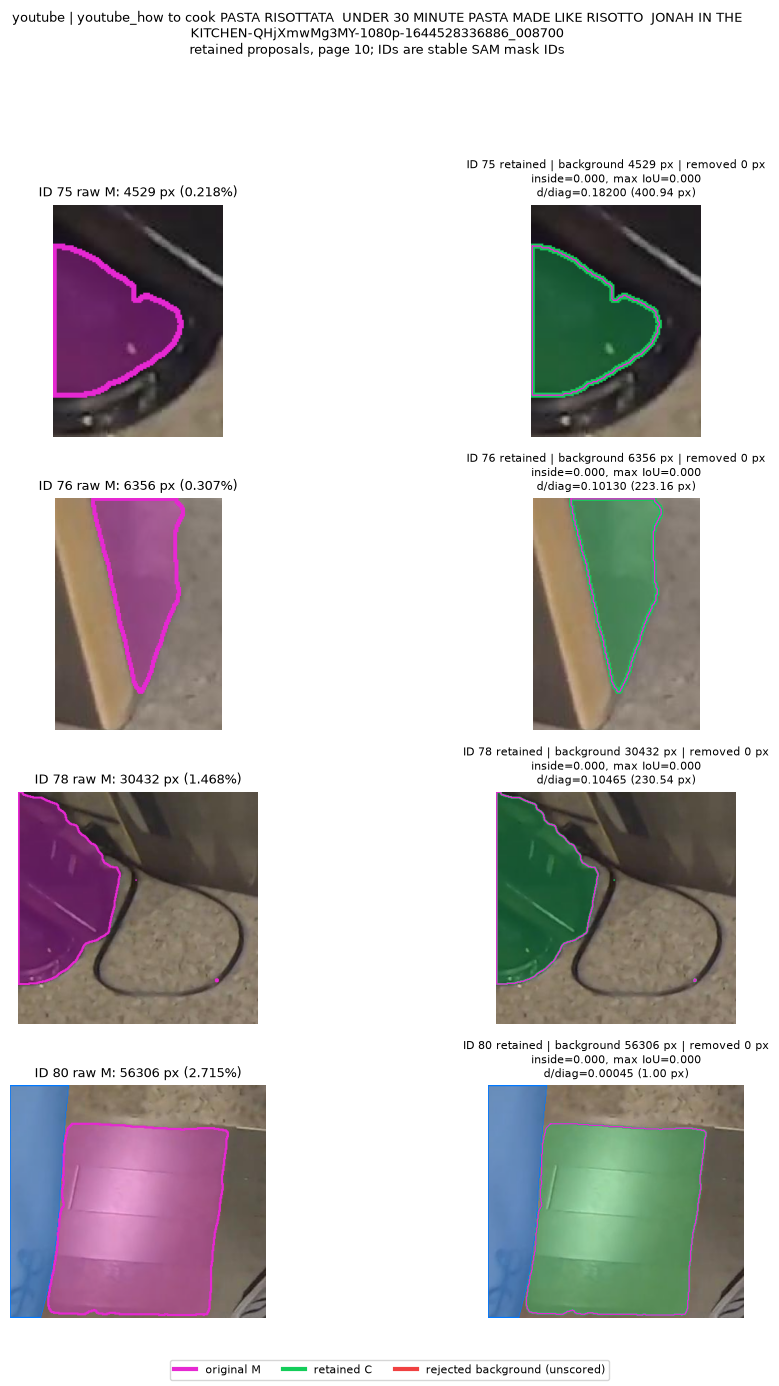 youtube | youtube_how to cook PASTA RISOTTATA  UNDER 30 MINUTE PASTA MADE LIKE RISOTTO  JONAH IN THE
KITCHEN-QHjXmwMg3MY-1080p-1644528336886_008700
retained proposals, page 10; IDs are stable SAM mask IDs
ID 75 raw M: 4529 px (0.218%)
ID 75 retained | background 4529 px | removed 0 px
inside=0.000, max IoU=0.000
d/diag=0.18200 (400.94 px)
ID 76 raw M: 6356 px (0.307%)
ID 76 retained | background 6356 px | removed 0 px
inside=0.000, max IoU=0.000
d/diag=0.10130 (223.16 px)
ID 78 raw M: 30432 px (1.468%)
ID 78 retained | background 30432 px | removed 0 px
inside=0.000, max IoU=0.000
d/diag=0.10465 (230.54 px)
ID 80 raw M: 56306 px (2.715%)
ID 80 retained | background 56306 px | removed 0 px
inside=0.000, max IoU=0.000
d/diag=0.00045 (1.00 px)
original M
retained C
rejected background (unscored)